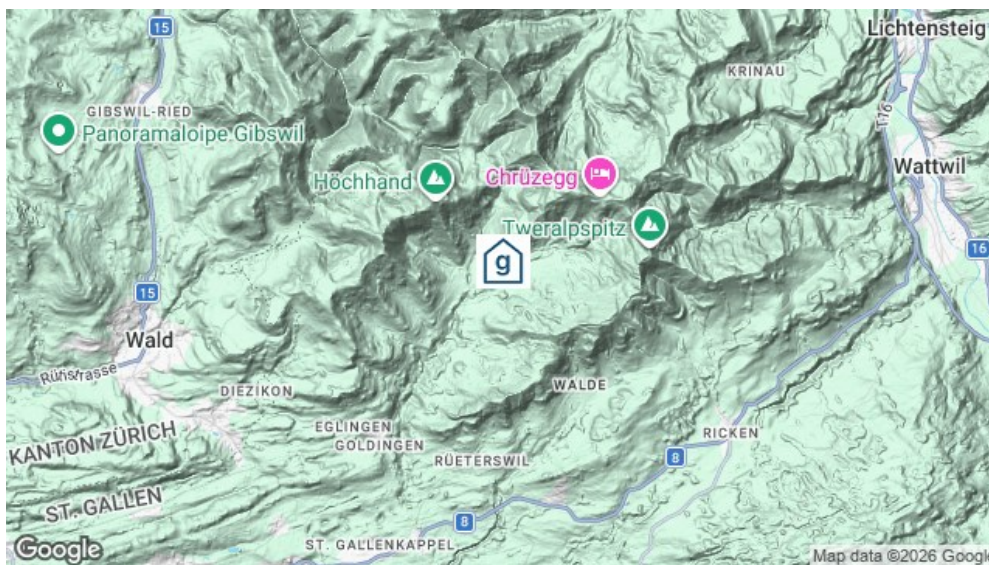 15
Lichtensteig
KRINAU
GIBSWIL-RIED
Panoramaloipe Gibswil
T-16
Wattwil
Höchhand
Chrüzegg
Tweralpspitz
g
16
15
Wald
Rütistrasse
DIEZIKON
WALDE
EGLINGEN
GOLDINGEN
RICKEN
KANTON ZÜRICH
RÜETERSWIL
8
ST. GALLEN
8
ST. GALLENKAPPEL
Google
Map data ©2026 Google